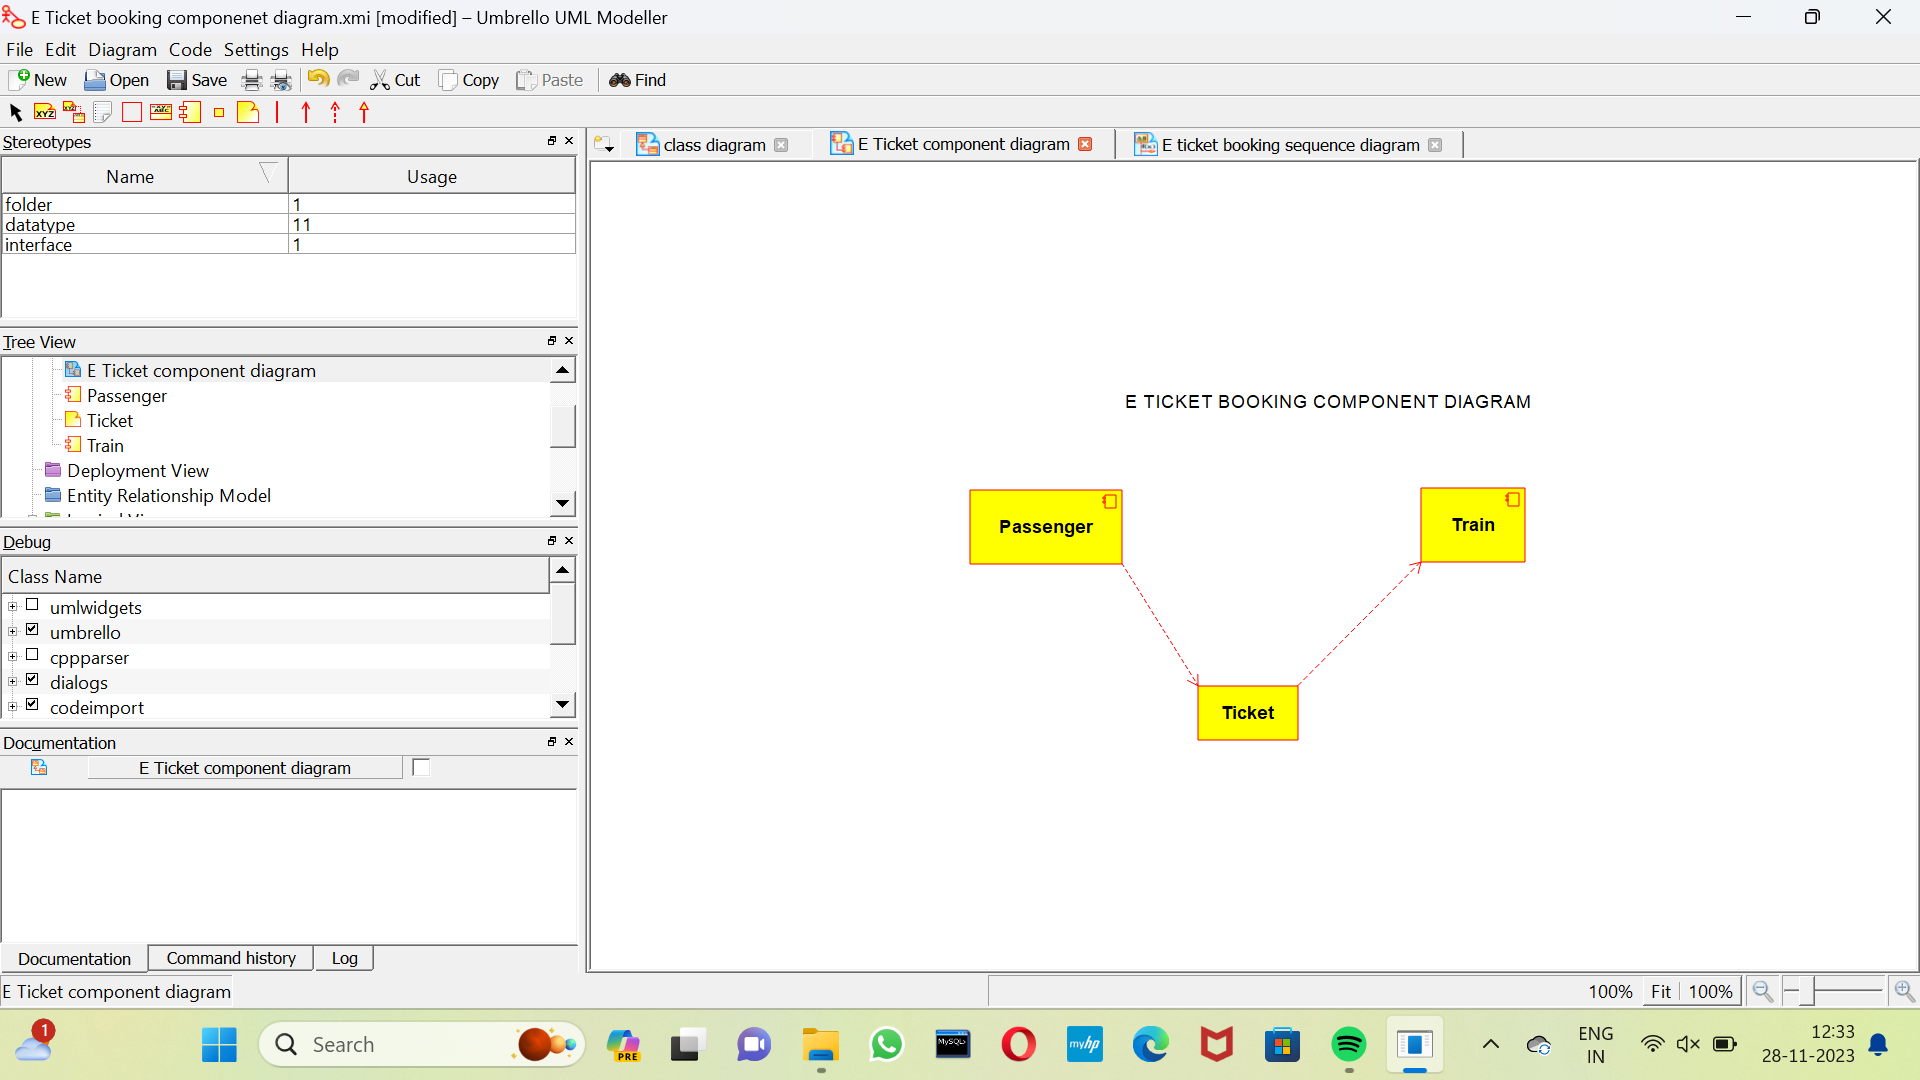 E Ticket booking componenet diagram.xmi [modified] – Umbrello UML Modeller
File Edit Diagram Code Settings Help
New Open Save Cut Copy Paste Find
Stereotypes
Name Usage
folder 1
datatype 11
interface 1
Tree View
E Ticket component diagram
Passenger
Ticket
Train
Deployment View
Entity Relationship Model
Debug
Class Name
umlwidgets
umbrello
cppparser
dialogs
codeimport
Documentation
E Ticket component diagram
Documentation Command history Log
E Ticket component diagram
class diagram E Ticket component diagram E ticket booking sequence diagram
E TICKET BOOKING COMPONENT DIAGRAM
Passenger
Train
Ticket
100% Fit 100%
1
Search
PRE
MySQL
myhp
ENG
IN
12:33
28-11-2023